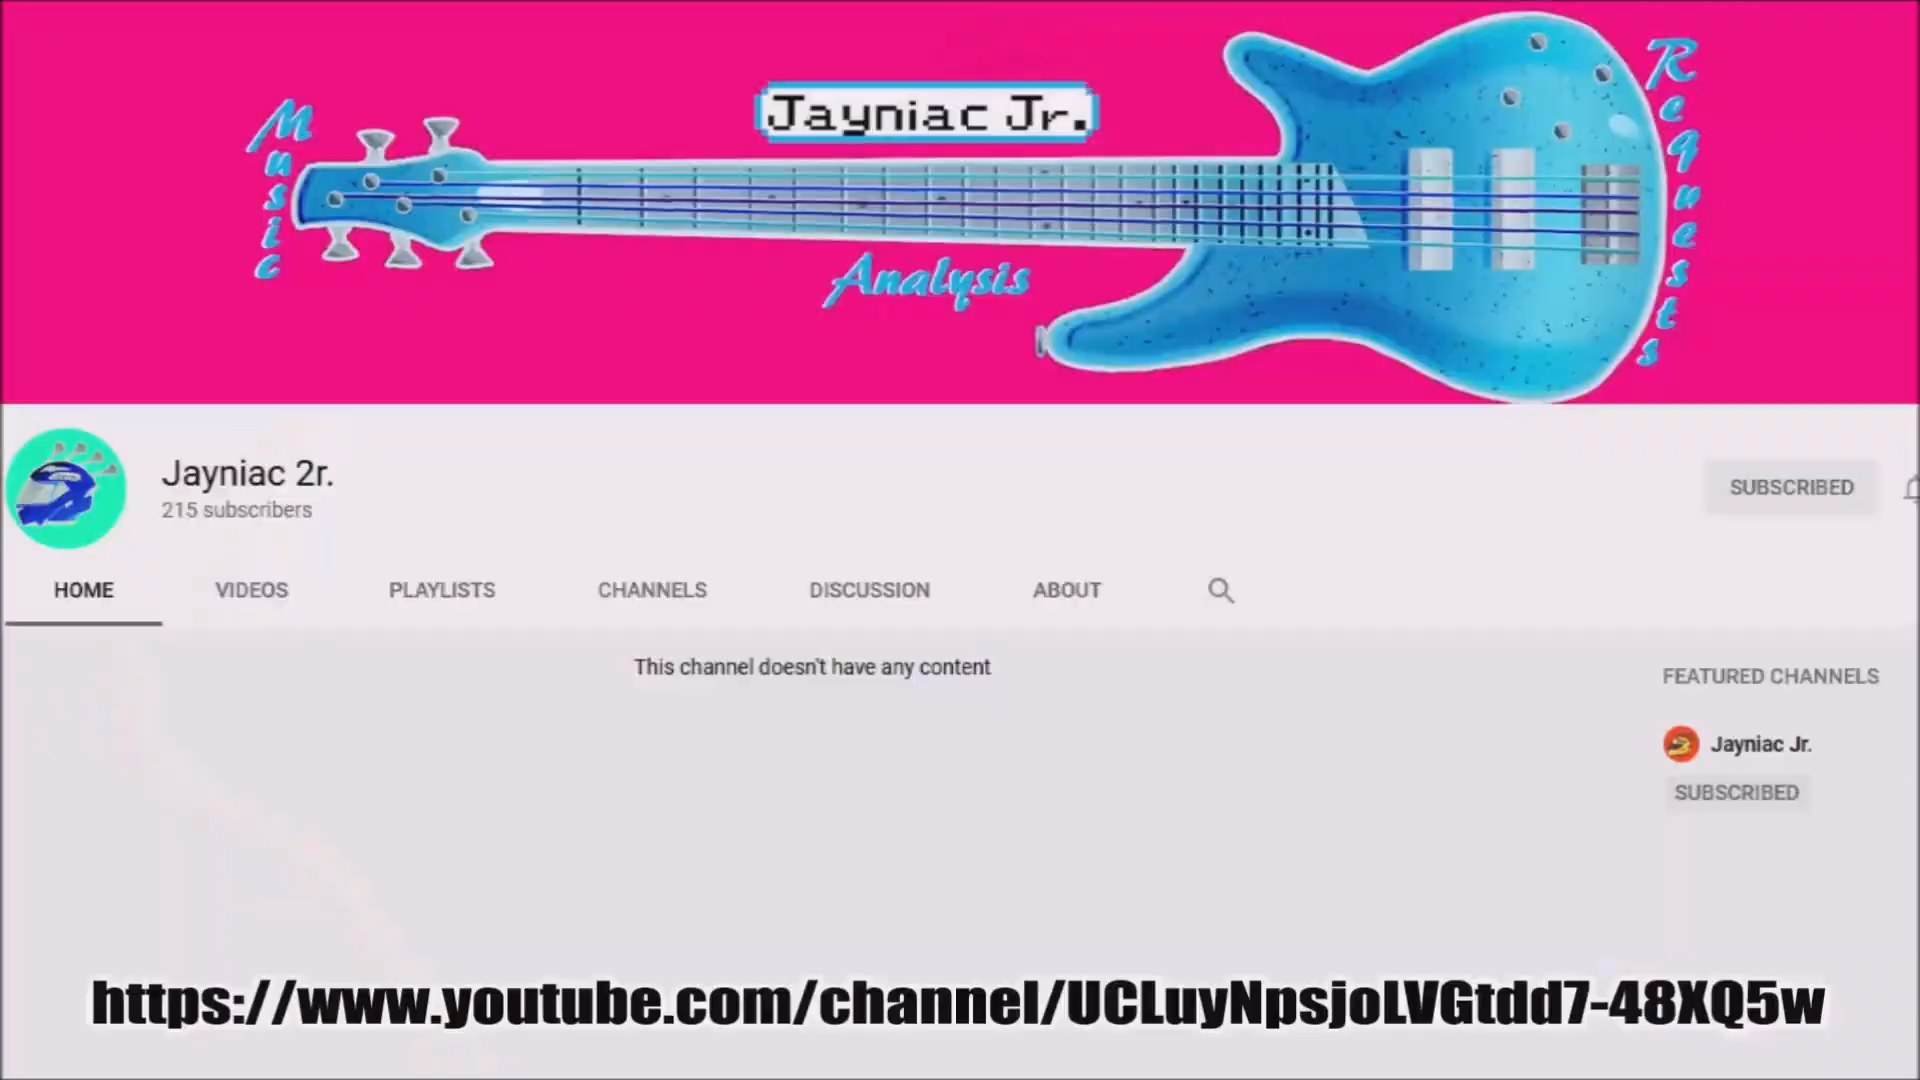 Jayniac Jr.
Music
Analysis
Requests
Jayniac 2r.
215 subscribers
SUBSCRIBED
HOME
VIDEOS
PLAYLISTS
CHANNELS
DISCUSSION
ABOUT
This channel doesn't have any content
FEATURED CHANNELS
Jayniac Jr.
SUBSCRIBED
https://www.youtube.com/channel/UCLuyNpsjoLVGtdd7-48XQ5w